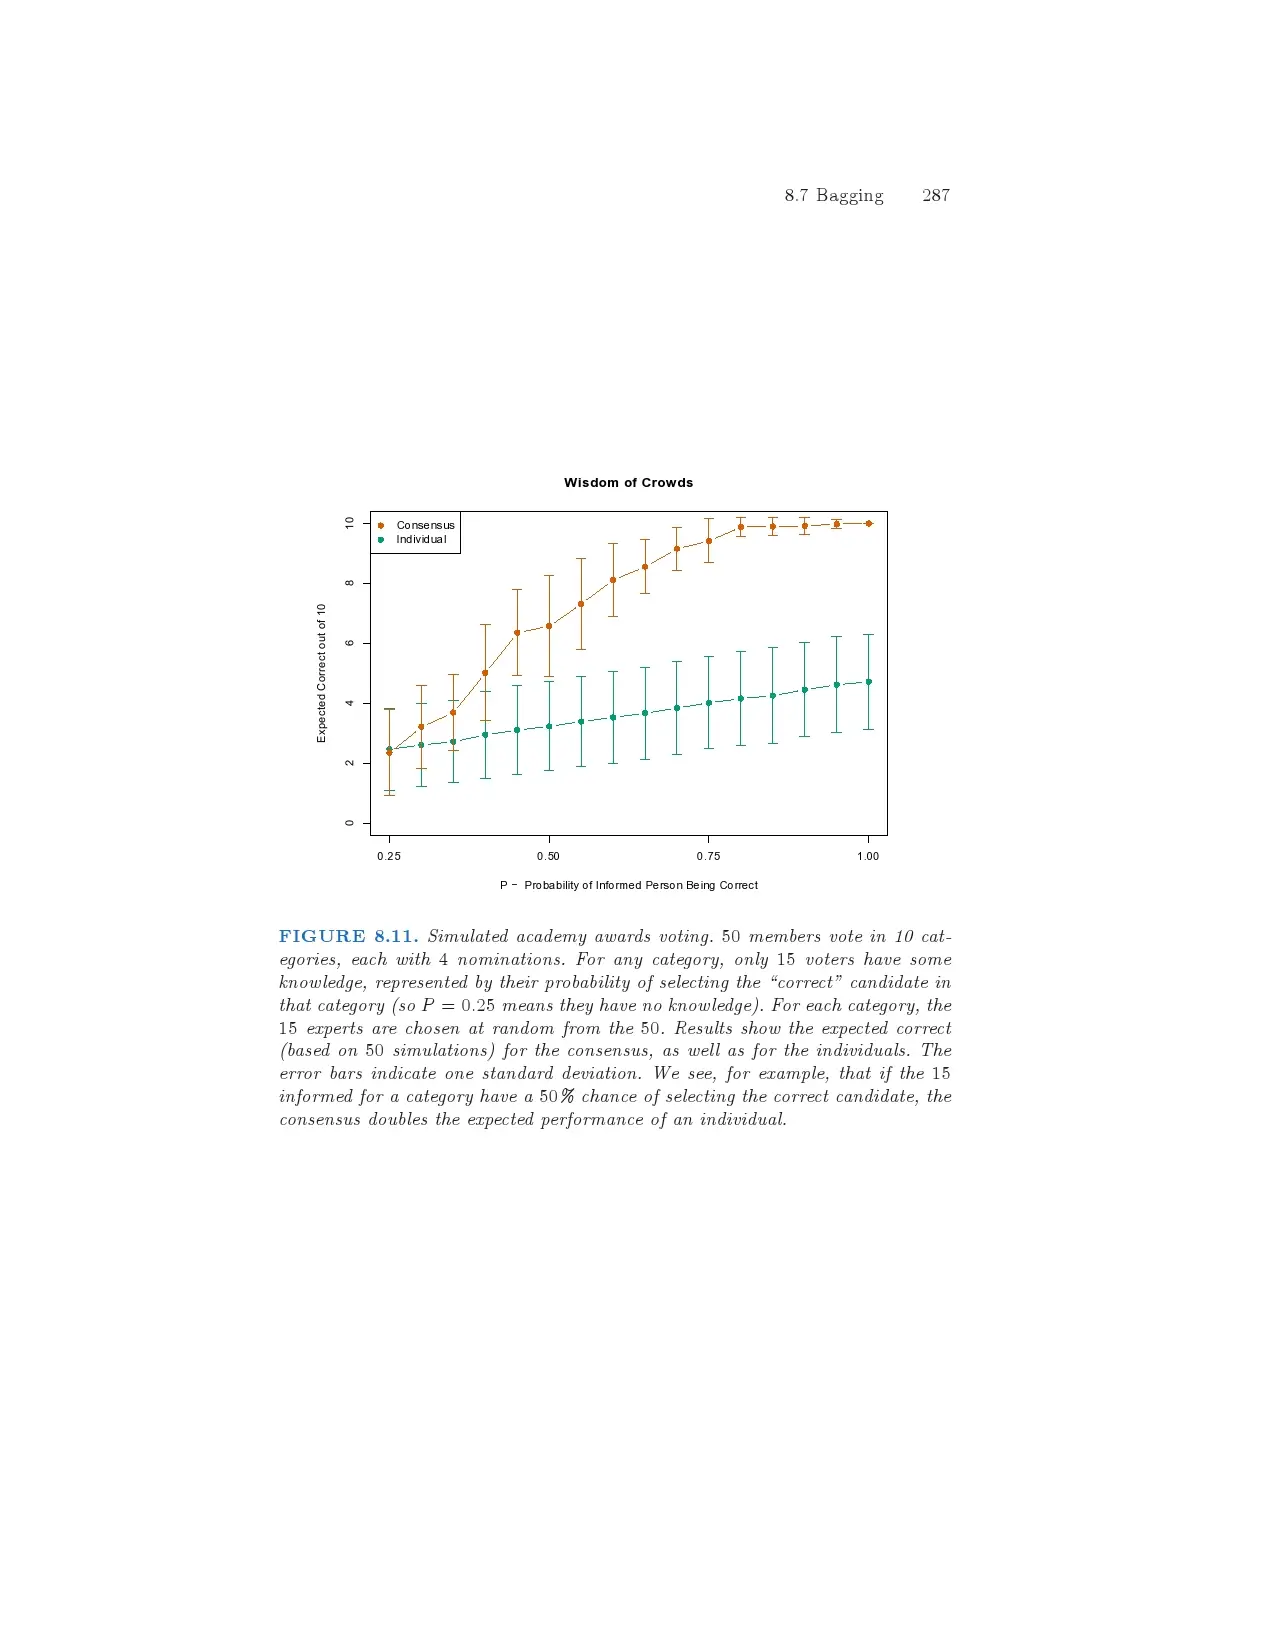 8.7 Bagging 287
Wisdom of Crowds
Consensus
Individual
Expected Correct out of 10
10
8
6
4
2
0
0.25 0.50 0.75 1.00
P − Probability of Informed Person Being Correct
FIGURE 8.11. Simulated academy awards voting. 50 members vote in 10 cat-
egories, each with 4 nominations. For any category, only 15 voters have some
knowledge, represented by their probability of selecting the “correct” candidate in
that category (so P = 0.25 means they have no knowledge). For each category, the
15 experts are chosen at random from the 50. Results show the expected correct
(based on 50 simulations) for the consensus, as well as for the individuals. The
error bars indicate one standard deviation. We see, for example, that if the 15
informed for a category have a 50% chance of selecting the correct candidate, the
consensus doubles the expected performance of an individual.